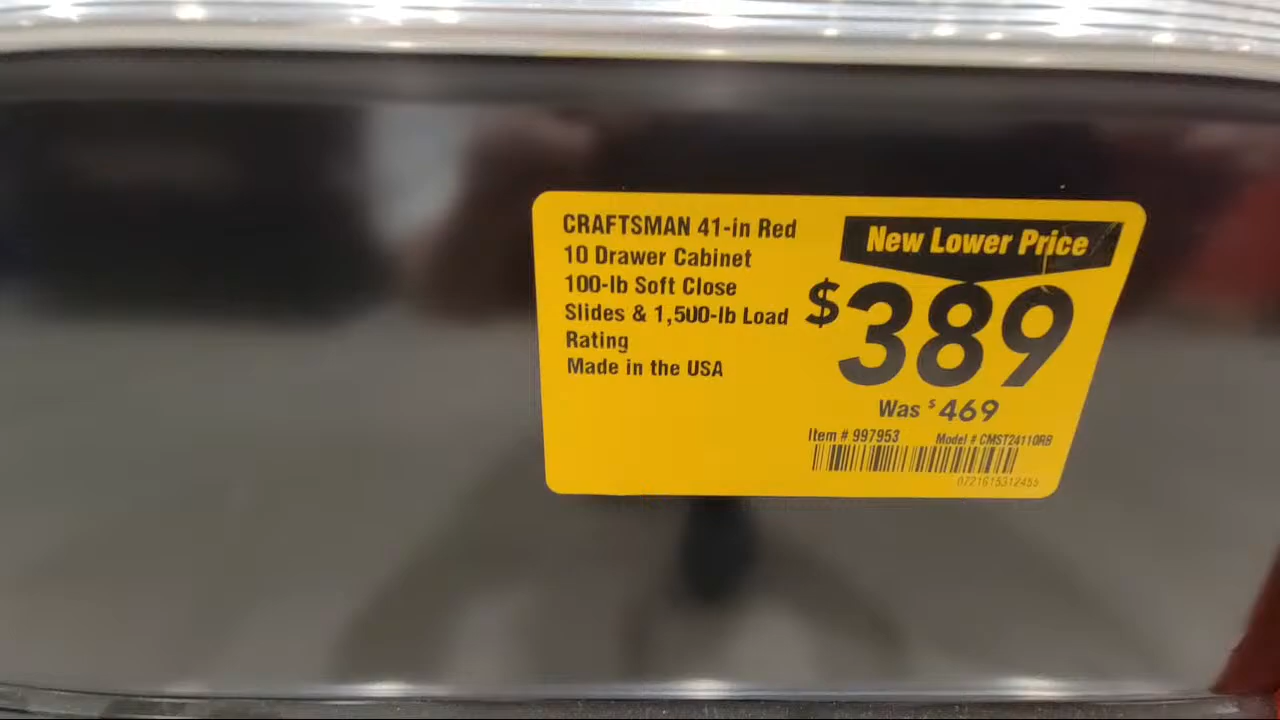 CRAFTSMAN 41-in Red
10 Drawer Cabinet
100-lb Soft Close
Slides & 1,500-lb Load
Rating
Made in the USA
New Lower Price
$389
Was $469
Item # 997953 Model # CMST24110RB
0721615312455